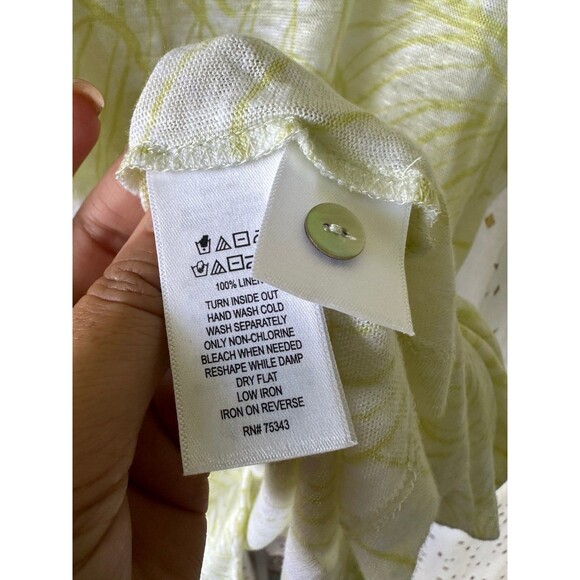 100% LINEN
TURN INSIDE OUT
HAND WASH COLD
WASH SEPARATELY
ONLY NON-CHLORINE
BLEACH WHEN NEEDED
RESHAPE WHILE DAMP
DRY FLAT
LOW IRON
IRON ON REVERSE
RN# 75343